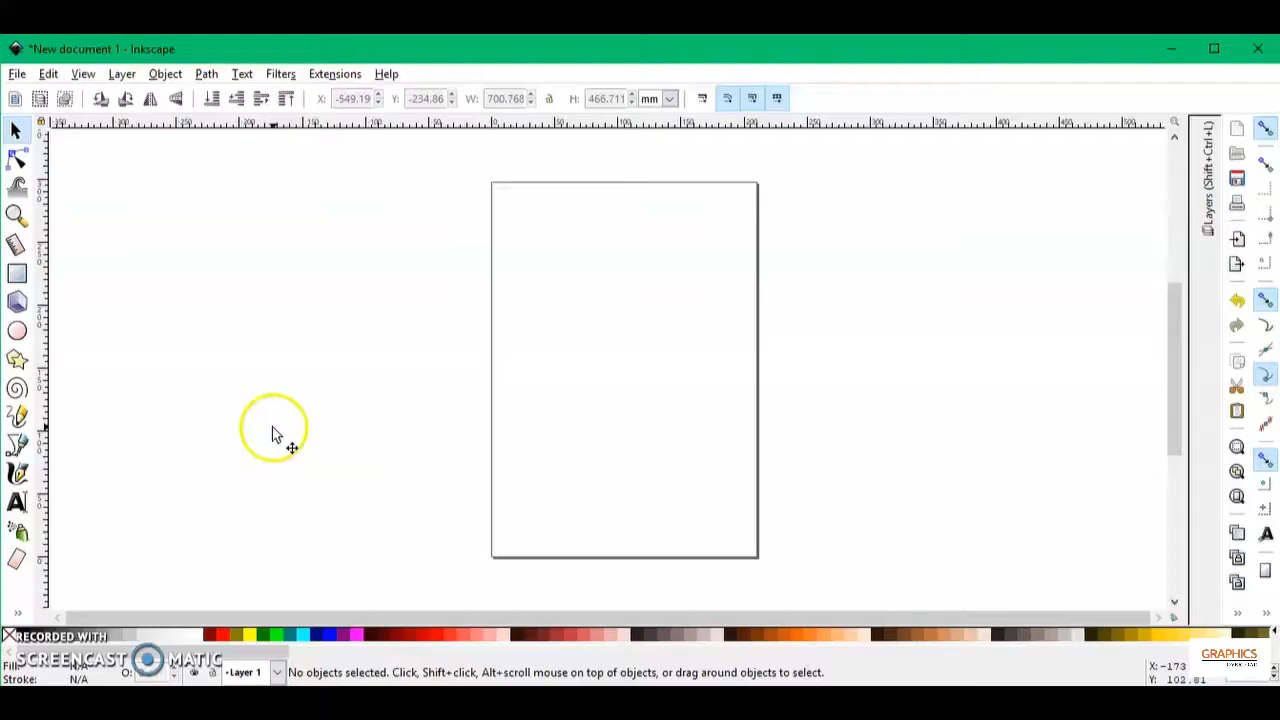 *New document 1 - Inkscape
File Edit View Layer Object Path Text Filters Extensions Help
X: -549.19 Y: -234.86 W: 700.768 H: 466.711 mm
Layers (Shift+Ctrl+L)
RECORDED WITH
SCREENCAST MATIC
Fill: N/A O: Layer 1 No objects selected. Click, Shift+click, Alt+scroll mouse on top of objects, or drag around objects to select.
Stroke: N/A
X: -173
Y: 102.81
GRAPHICS